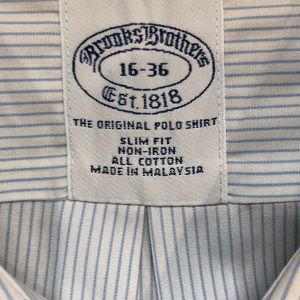 Brooks Brothers
16-36
Est. 1818
THE ORIGINAL POLO SHIRT
SLIM FIT
NON-IRON
ALL COTTON
MADE IN MALAYSIA